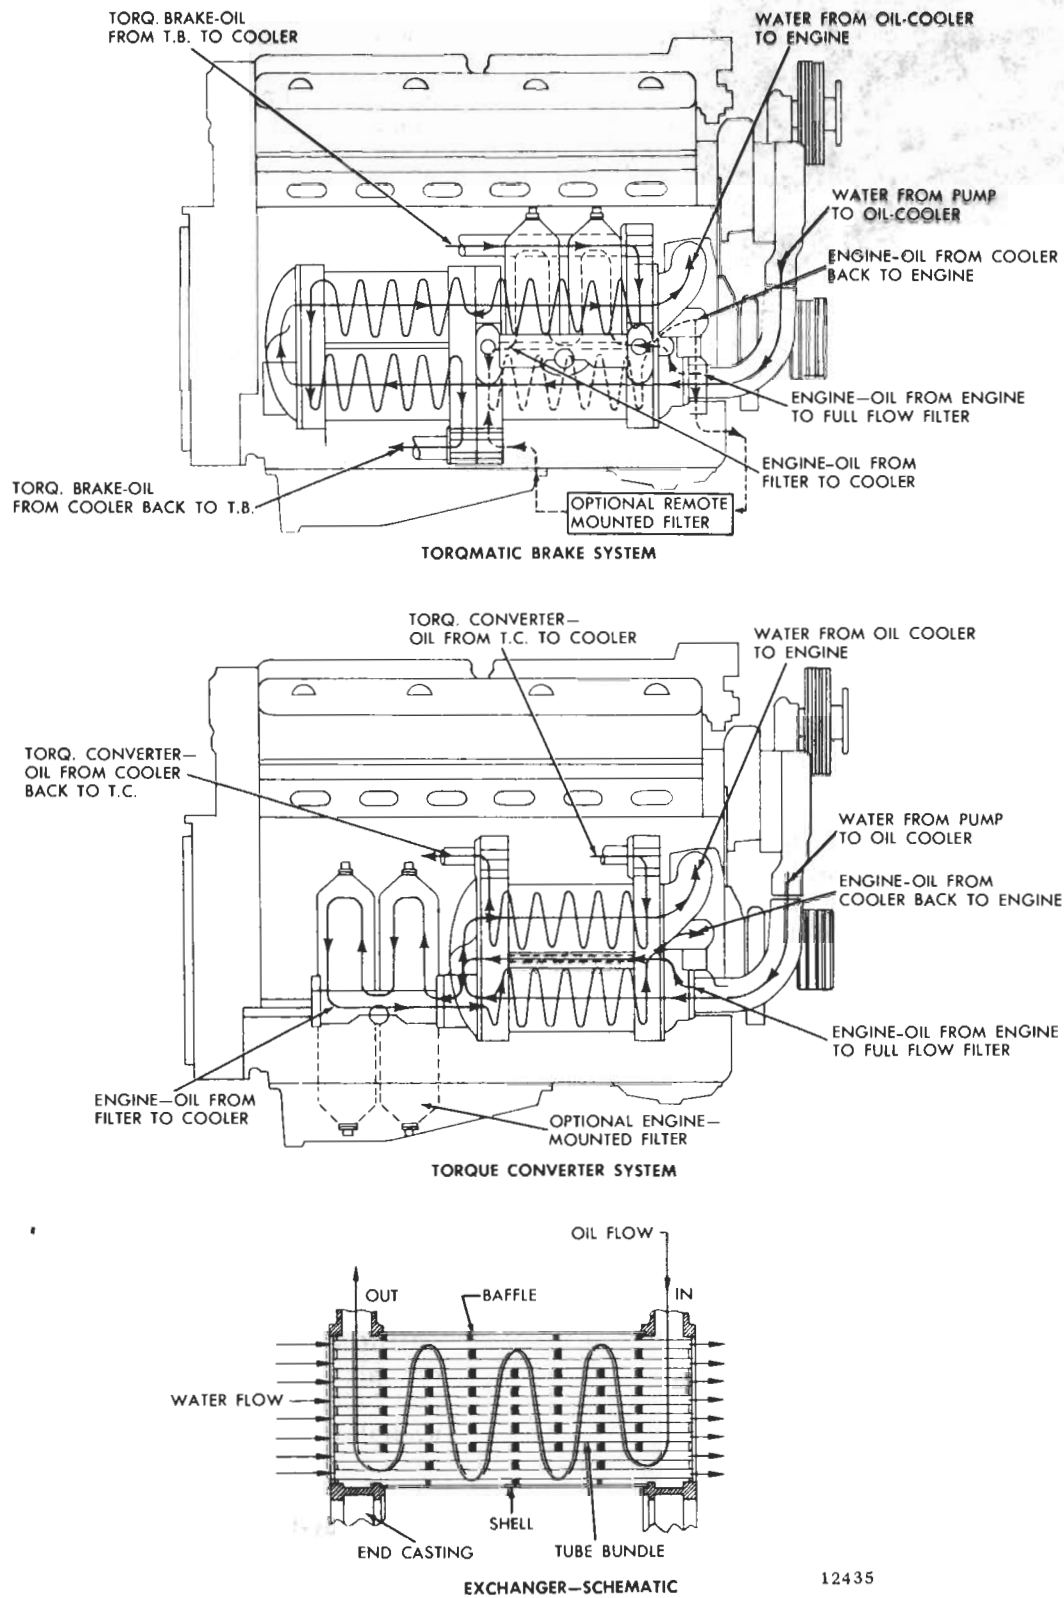 TORQ. BRAKE-OIL
FROM T.B. TO COOLER
WATER FROM OIL-COOLER
TO ENGINE
WATER FROM PUMP
TO OIL-COOLER
ENGINE-OIL FROM COOLER
BACK TO ENGINE
ENGINE—OIL FROM ENGINE
TO FULL FLOW FILTER
ENGINE-OIL FROM
FILTER TO COOLER
TORQ. BRAKE-OIL
FROM COOLER BACK TO T.B.
OPTIONAL REMOTE
MOUNTED FILTER
TORQMATIC BRAKE SYSTEM
TORQ. CONVERTER—
OIL FROM T.C. TO COOLER
WATER FROM OIL COOLER
TO ENGINE
TORQ. CONVERTER—
OIL FROM COOLER
BACK TO T.C.
WATER FROM PUMP
TO OIL COOLER
ENGINE-OIL FROM
COOLER BACK TO ENGINE
ENGINE-OIL FROM ENGINE
TO FULL FLOW FILTER
ENGINE—OIL FROM
FILTER TO COOLER
OPTIONAL ENGINE—
MOUNTED FILTER
TORQUE CONVERTER SYSTEM
OIL FLOW
OUT
BAFFLE
IN
WATER FLOW
SHELL
END CASTING
TUBE BUNDLE
EXCHANGER—SCHEMATIC
12435